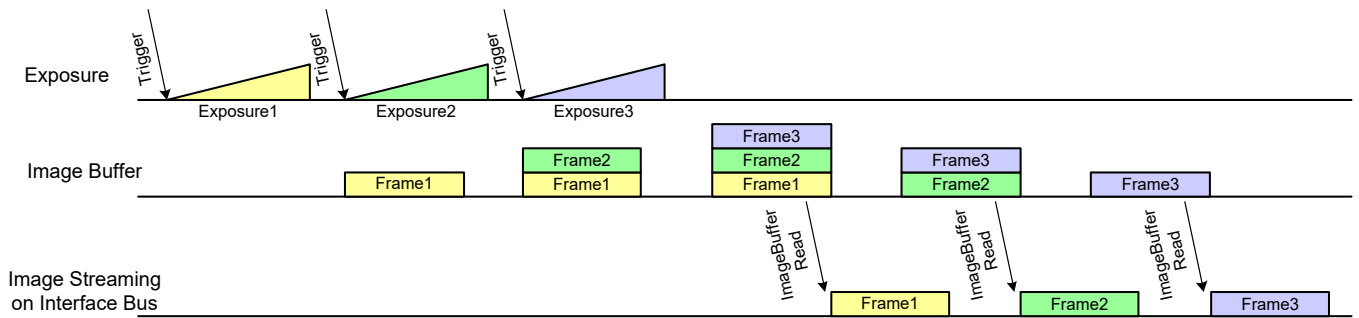 Trigger
Trigger
Trigger
Exposure
Exposure1
Exposure2
Exposure3
Frame3
Frame2
Frame2
Frame3
Image Buffer
Frame1
Frame1
Frame1
Frame2
Frame3
ImageBuffer
Read
ImageBuffer
Read
ImageBuffer
Read
Image Streaming
on Interface Bus
Frame1
Frame2
Frame3